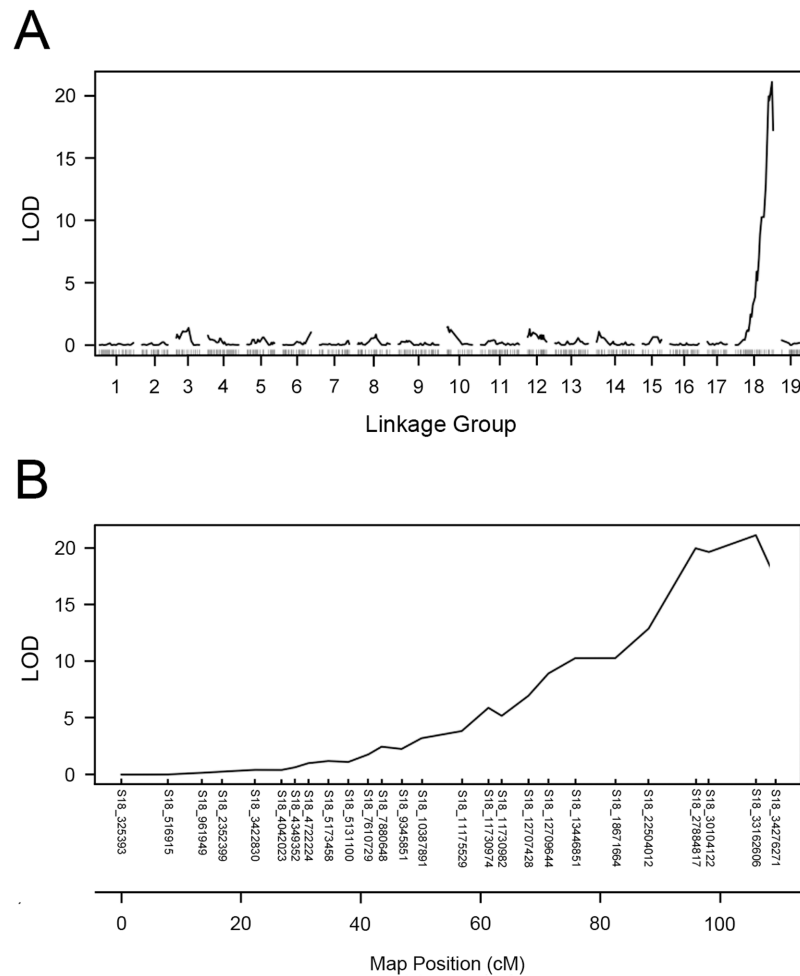 A
LOD
20
15
10
5
0
1 2 3 4 5 6 7 8 9 10 11 12 13 14 15 16 17 18 19
Linkage Group
B
LOD
20
15
10
5
0
S18_325393
S18_516915
S18_961949
S18_2352399
S18_3422830
S18_4042023
S18_4349352
S18_4722224
S18_5173458
S18_5131100
S18_7610729
S18_7880648
S18_9345851
S18_10387891
S18_11175529
S18_11730974
S18_11730982
S18_12707428
S18_12709644
S18_13446851
S18_18671664
S18_22504012
S18_27884817
S18_30104122
S18_33162606
S18_34276271
0 20 40 60 80 100
Map Position (cM)